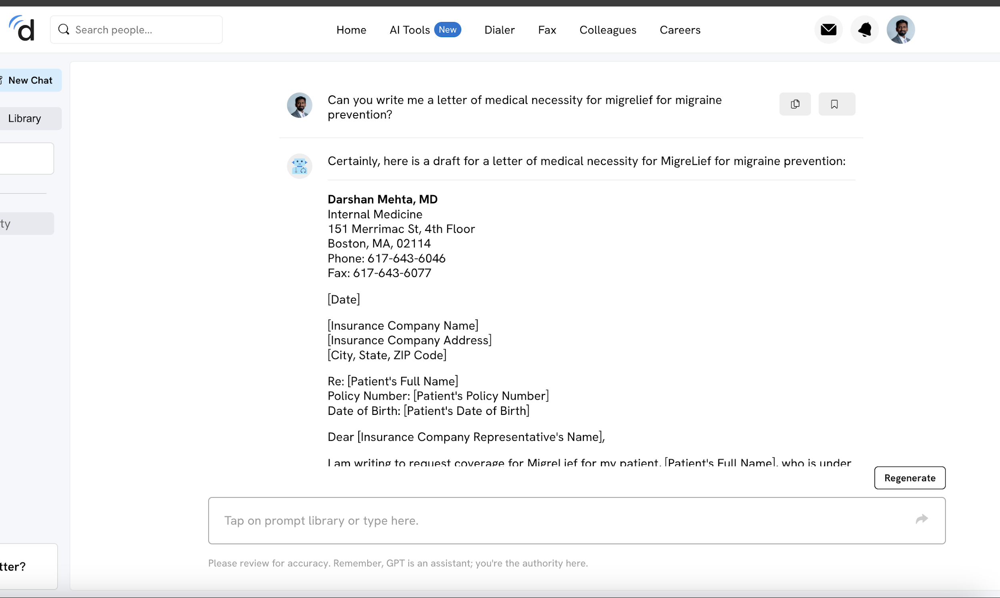 d
Search people...
Home
AI Tools New
Dialer
Fax
Colleagues
Careers
New Chat
Library
ty
tter?
Can you write me a letter of medical necessity for migrelief for migraine
prevention?
Certainly, here is a draft for a letter of medical necessity for MigreLief for migraine prevention:
Darshan Mehta, MD
Internal Medicine
151 Merrimac St, 4th Floor
Boston, MA, 02114
Phone: 617-643-6046
Fax: 617-643-6077
[Date]
[Insurance Company Name]
[Insurance Company Address]
[City, State, ZIP Code]
Re: [Patient's Full Name]
Policy Number: [Patient's Policy Number]
Date of Birth: [Patient's Date of Birth]
Dear [Insurance Company Representative's Name],
I am writing to request coverage for MigreLief for my patient, [Patient's Full Name], who is under
Regenerate
Tap on prompt library or type here.
Please review for accuracy. Remember, GPT is an assistant; you're the authority here.